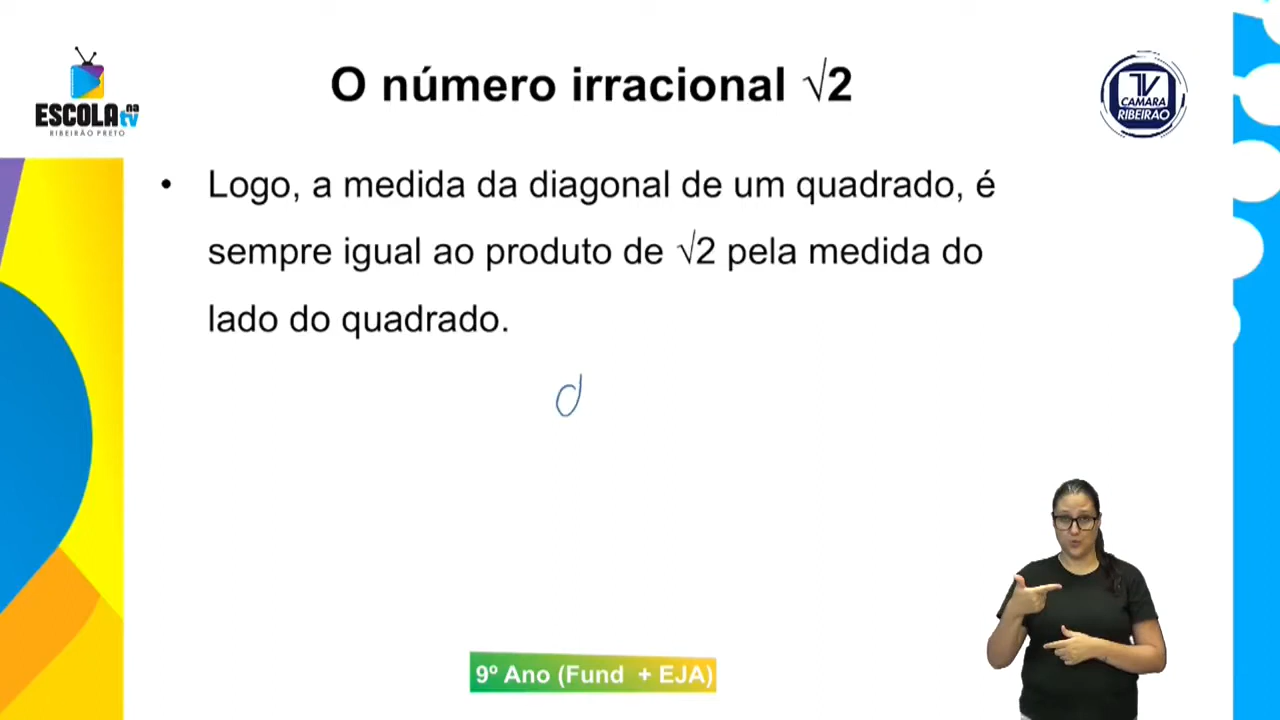 O número irracional √2
ESCOLA na tv
RIBEIRÃO PRETO
TV
CAMARA
RIBEIRÃO
• Logo, a medida da diagonal de um quadrado, é
sempre igual ao produto de √2 pela medida do
lado do quadrado.
d
9º Ano (Fund + EJA)